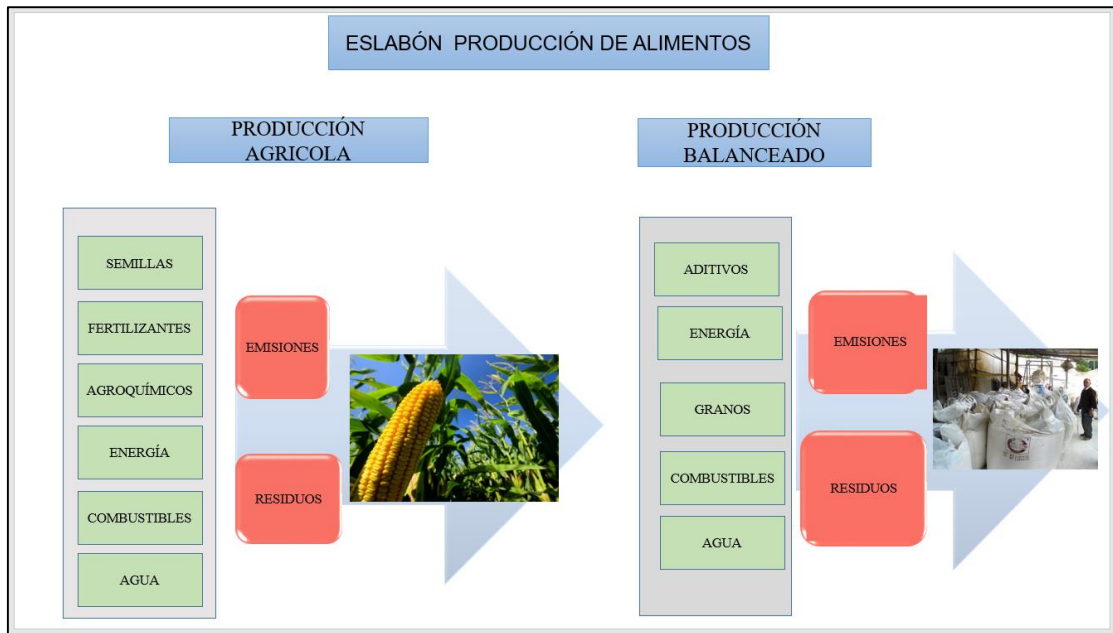 ESLABÓN PRODUCCIÓN DE ALIMENTOS
PRODUCCIÓN
AGRICOLA
SEMILLAS
FERTILIZANTES
AGROQUÍMICOS
ENERGÍA
COMBUSTIBLES
AGUA
EMISIONES
RESIDUOS
PRODUCCIÓN
BALANCEADO
ADITIVOS
ENERGÍA
GRANOS
COMBUSTIBLES
AGUA
EMISIONES
RESIDUOS